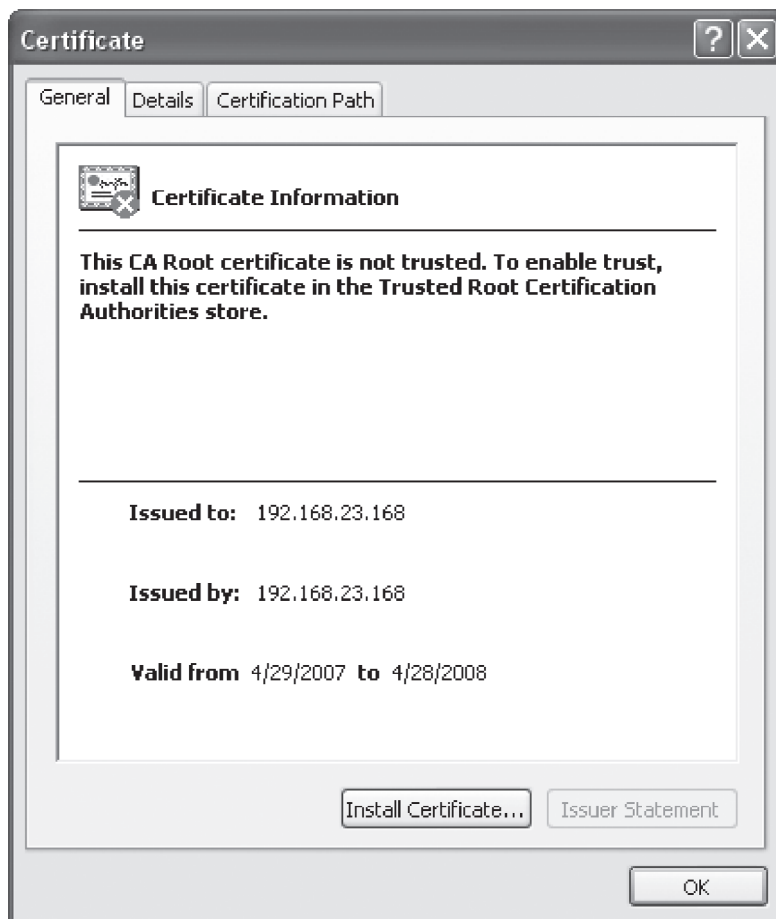 Certificate
?
General
Details
Certification Path
Certificate Information
This CA Root certificate is not trusted. To enable trust,
install this certificate in the Trusted Root Certification
Authorities store.
Issued to: 192.168.23.168
Issued by: 192.168.23.168
Valid from 4/29/2007 to 4/28/2008
Install Certificate...
Issuer Statement
OK